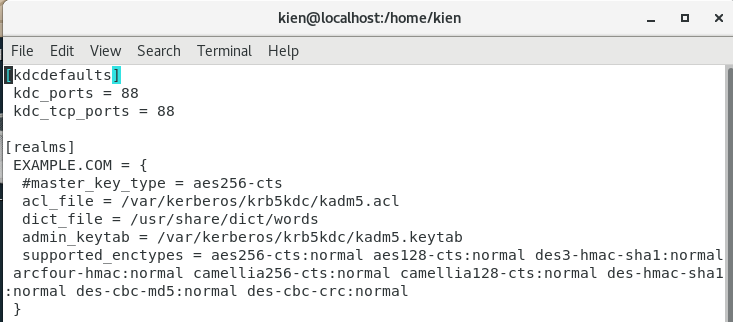 kien@localhost:/home/kien
File Edit View Search Terminal Help
[kdcdefaults]
 kdc_ports = 88
 kdc_tcp_ports = 88

[realms]
 EXAMPLE.COM = {
  #master_key_type = aes256-cts
  acl_file = /var/kerberos/krb5kdc/kadm5.acl
  dict_file = /usr/share/dict/words
  admin_keytab = /var/kerberos/krb5kdc/kadm5.keytab
  supported_enctypes = aes256-cts:normal aes128-cts:normal des3-hmac-sha1:normal
 arcfour-hmac:normal camellia256-cts:normal camellia128-cts:normal des-hmac-sha1
:normal des-cbc-md5:normal des-cbc-crc:normal
 }